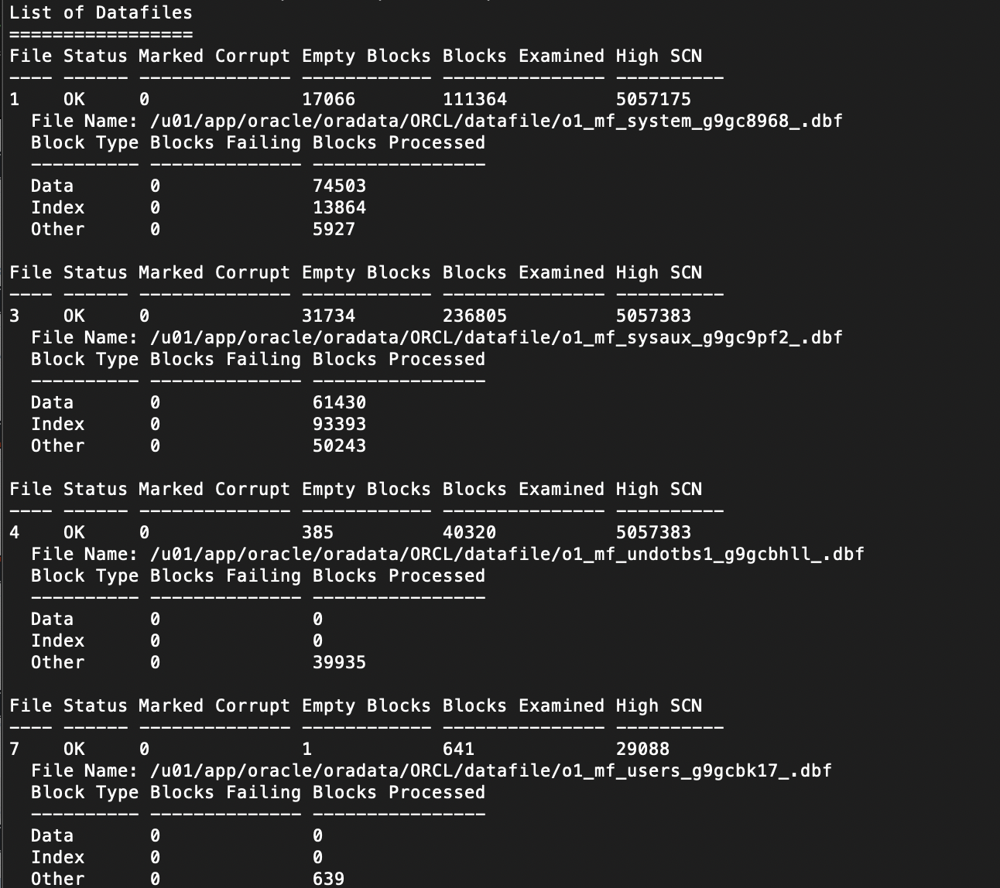 List of Datafiles
=================
File Status Marked Corrupt Empty Blocks Blocks Examined High SCN
---- ------ -------------- ------------ --------------- ----------
1    OK     0              17066        111364          5057175
  File Name: /u01/app/oracle/oradata/ORCL/datafile/o1_mf_system_g9gc8968_.dbf
  Block Type Blocks Failing Blocks Processed
  ---------- -------------- ----------------
  Data       0              74503
  Index      0              13864
  Other      0              5927

File Status Marked Corrupt Empty Blocks Blocks Examined High SCN
---- ------ -------------- ------------ --------------- ----------
3    OK     0              31734        236805          5057383
  File Name: /u01/app/oracle/oradata/ORCL/datafile/o1_mf_sysaux_g9gc9pf2_.dbf
  Block Type Blocks Failing Blocks Processed
  ---------- -------------- ----------------
  Data       0              61430
  Index      0              93393
  Other      0              50243

File Status Marked Corrupt Empty Blocks Blocks Examined High SCN
---- ------ -------------- ------------ --------------- ----------
4    OK     0              385          40320           5057383
  File Name: /u01/app/oracle/oradata/ORCL/datafile/o1_mf_undotbs1_g9gcbhll_.dbf
  Block Type Blocks Failing Blocks Processed
  ---------- -------------- ----------------
  Data       0              0
  Index      0              0
  Other      0              39935

File Status Marked Corrupt Empty Blocks Blocks Examined High SCN
---- ------ -------------- ------------ --------------- ----------
7    OK     0              1            641             29088
  File Name: /u01/app/oracle/oradata/ORCL/datafile/o1_mf_users_g9gcbk17_.dbf
  Block Type Blocks Failing Blocks Processed
  ---------- -------------- ----------------
  Data       0              0
  Index      0              0
  Other      0              639